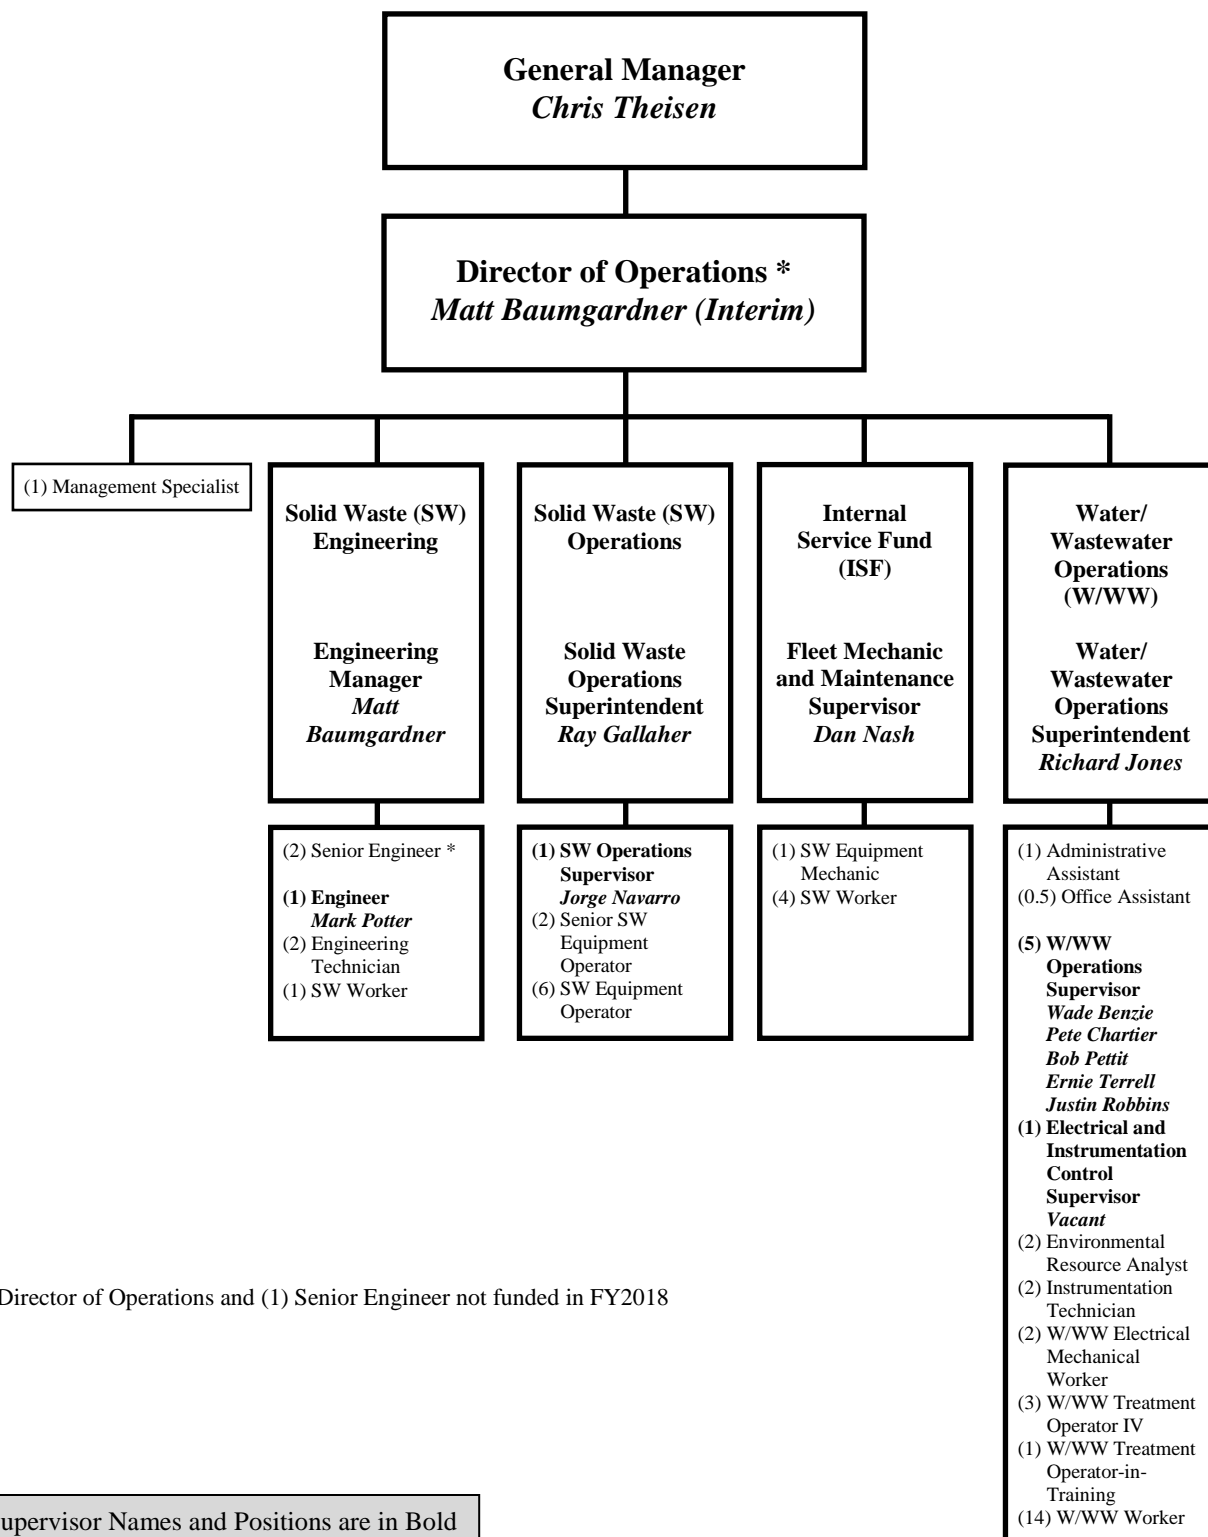 General Manager
Chris Theisen
Director of Operations *
Matt Baumgardner (Interim)
(1) Management Specialist
Solid Waste (SW)
Engineering
Engineering
Manager
Matt
Baumgardner
Solid Waste (SW)
Operations
Solid Waste
Operations
Superintendent
Ray Gallaher
Internal
Service Fund
(ISF)
Fleet Mechanic
and Maintenance
Supervisor
Dan Nash
Water/
Wastewater
Operations
(W/WW)
Water/
Wastewater
Operations
Superintendent
Richard Jones
(2) Senior Engineer *
(1) Engineer
Mark Potter
(2) Engineering
Technician
(1) SW Worker
(1) SW Operations
Supervisor
Jorge Navarro
(2) Senior SW
Equipment
Operator
(6) SW Equipment
Operator
(1) SW Equipment
Mechanic
(4) SW Worker
(1) Administrative
Assistant
(0.5) Office Assistant
(5) W/WW
Operations
Supervisor
Wade Benzie
Pete Chartier
Bob Pettit
Ernie Terrell
Justin Robbins
(1) Electrical and
Instrumentation
Control
Supervisor
Vacant
(2) Environmental
Resource Analyst
(2) Instrumentation
Technician
(2) W/WW Electrical
Mechanical
Worker
(3) W/WW Treatment
Operator IV
(1) W/WW Treatment
Operator-in-
Training
(14) W/WW Worker
Director of Operations and (1) Senior Engineer not funded in FY2018
upervisor Names and Positions are in Bold